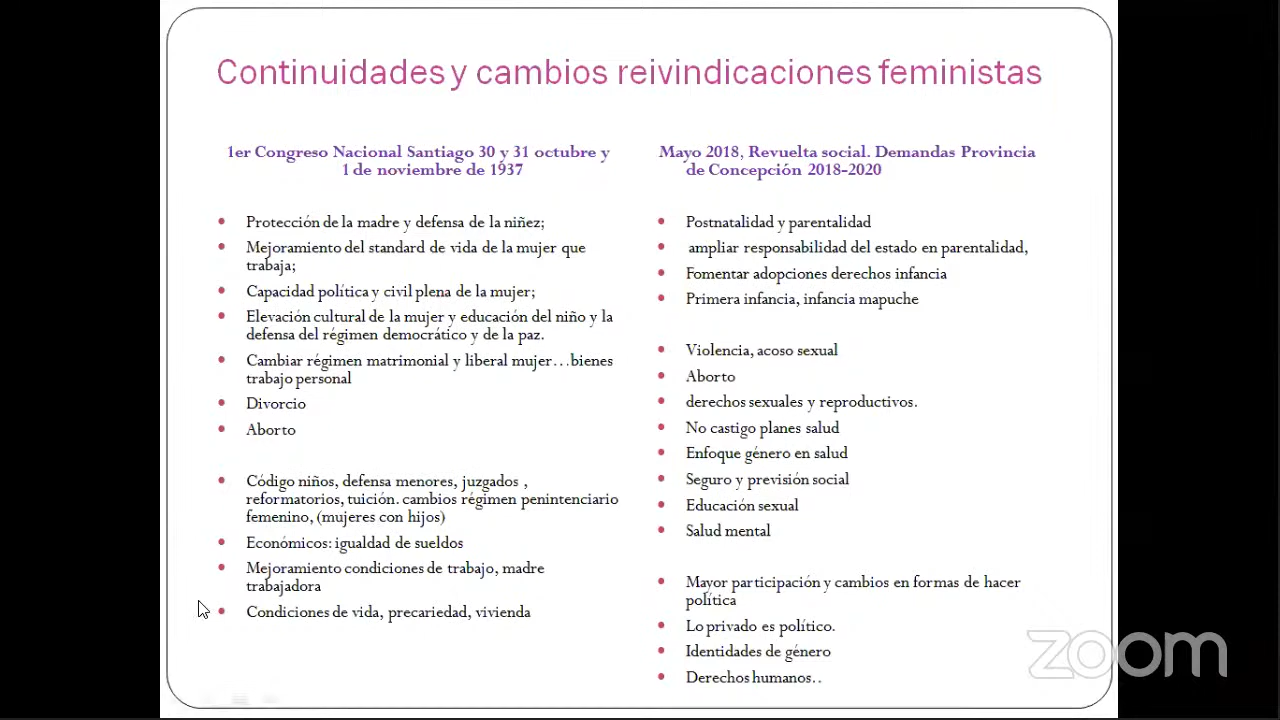 Continuidades y cambios reivindicaciones feministas
1er Congreso Nacional Santiago 30 y 31 octubre y
1 de noviembre de 1937
Protección de la madre y defensa de la niñez;
Mejoramiento del standard de vida de la mujer que
trabaja;
Capacidad política y civil plena de la mujer;
Elevación cultural de la mujer y educación del niño y la
defensa del régimen democrático y de la paz.
Cambiar régimen matrimonial y liberal mujer…bienes
trabajo personal
Divorcio
Aborto
Código niños, defensa menores, juzgados ,
reformatorios, tuición. cambios régimen penintenciario
femenino, (mujeres con hijos)
Económicos: igualdad de sueldos
Mejoramiento condiciones de trabajo, madre
trabajadora
Condiciones de vida, precariedad, vivienda
Mayo 2018, Revuelta social. Demandas Provincia
de Concepción 2018-2020
Postnatalidad y parentalidad
ampliar responsabilidad del estado en parentalidad,
Fomentar adopciones derechos infancia
Primera infancia, infancia mapuche
Violencia, acoso sexual
Aborto
derechos sexuales y reproductivos.
No castigo planes salud
Enfoque género en salud
Seguro y previsión social
Educación sexual
Salud mental
Mayor participación y cambios en formas de hacer
política
Lo privado es político.
Identidades de género
Derechos humanos..
zoom